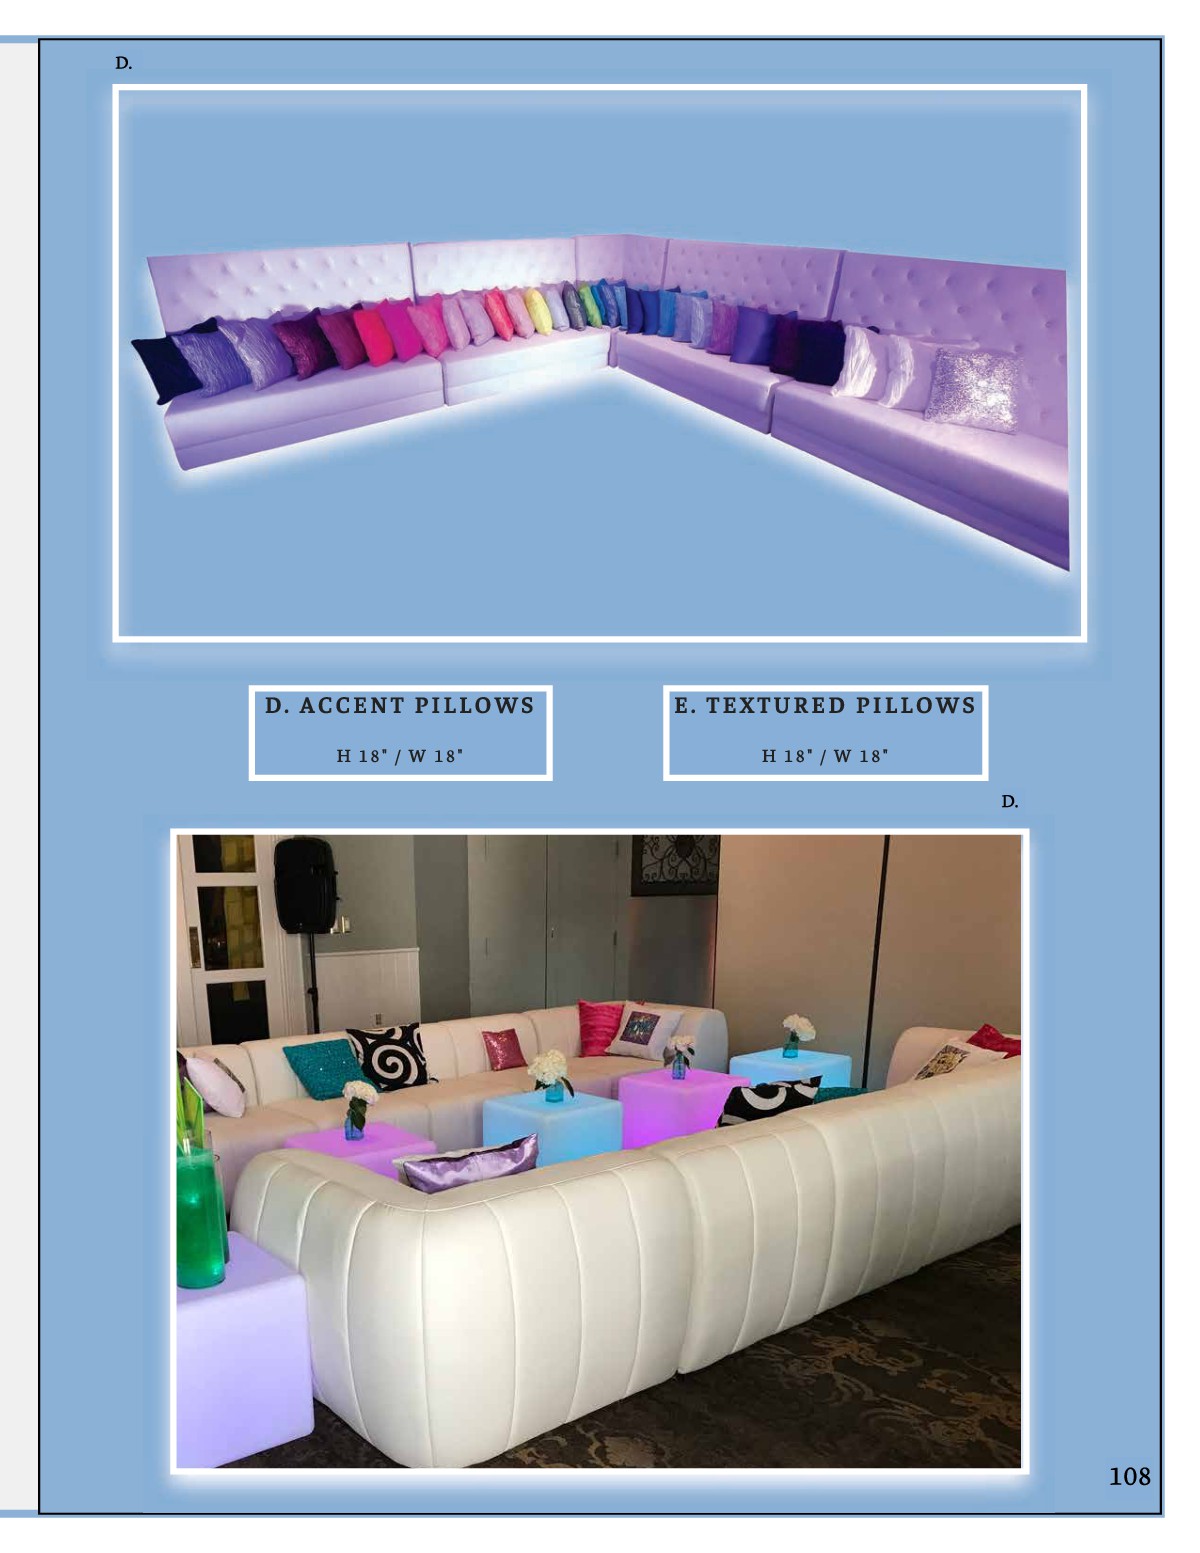 D.
D. ACCENT PILLOWS
H 18" / W 18"
E. TEXTURED PILLOWS
H 18" / W 18"
D.
108